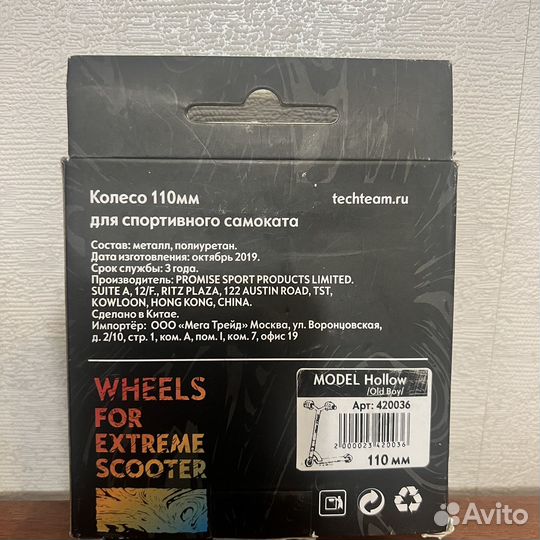 Колесо 110мм
для спортивного самоката
techteam.ru
Состав: металл, полиуретан.
Дата изготовления: октябрь 2019.
Срок службы: 3 года.
Производитель: PROMISE SPORT PRODUCTS LIMITED.
SUITE A, 12/F., RITZ PLAZA, 122 AUSTIN ROAD, TST,
KOWLOON, HONG KONG, CHINA.
Сделано в Китае.
Импортёр: ООО «Мега Трейд» Москва, ул. Воронцовская,
д. 2/10, стр. 1, ком. А, пом. I, ком. 7, офис 19
WHEELS
FOR
EXTREME
SCOOTER
MODEL Hollow
/Old Boy/
Арт: 420036
2 000023 420036
110 мм
Avito